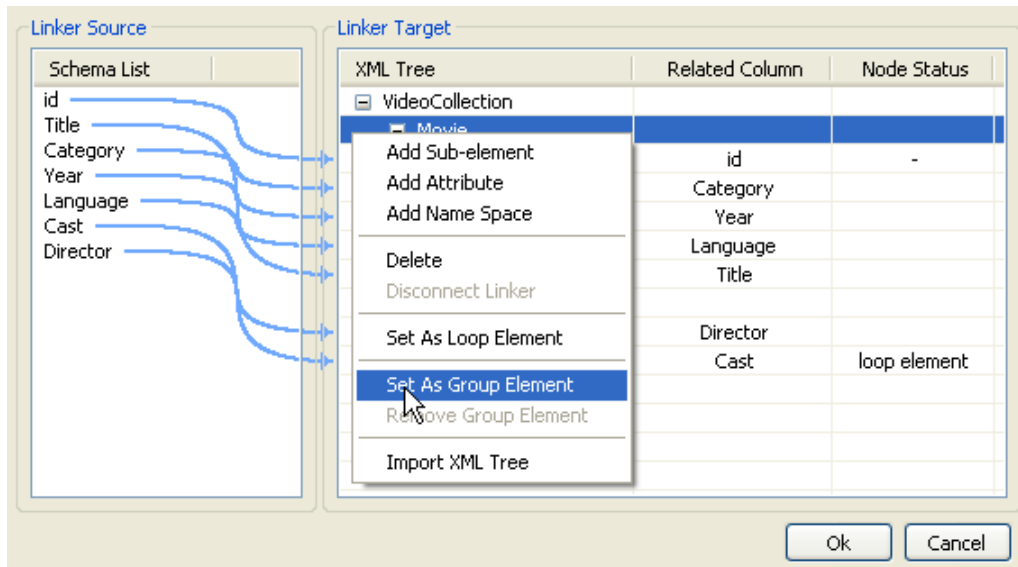 Linker Source
Linker Target
Schema List
XML Tree Related Column Node Status
id
Title
Category
Year
Language
Cast
Director
VideoCollection
Movie
id -
Category
Year
Language
Title
Director
Cast loop element
Add Sub-element
Add Attribute
Add Name Space
Delete
Disconnect Linker
Set As Loop Element
Set As Group Element
Remove Group Element
Import XML Tree
Ok Cancel